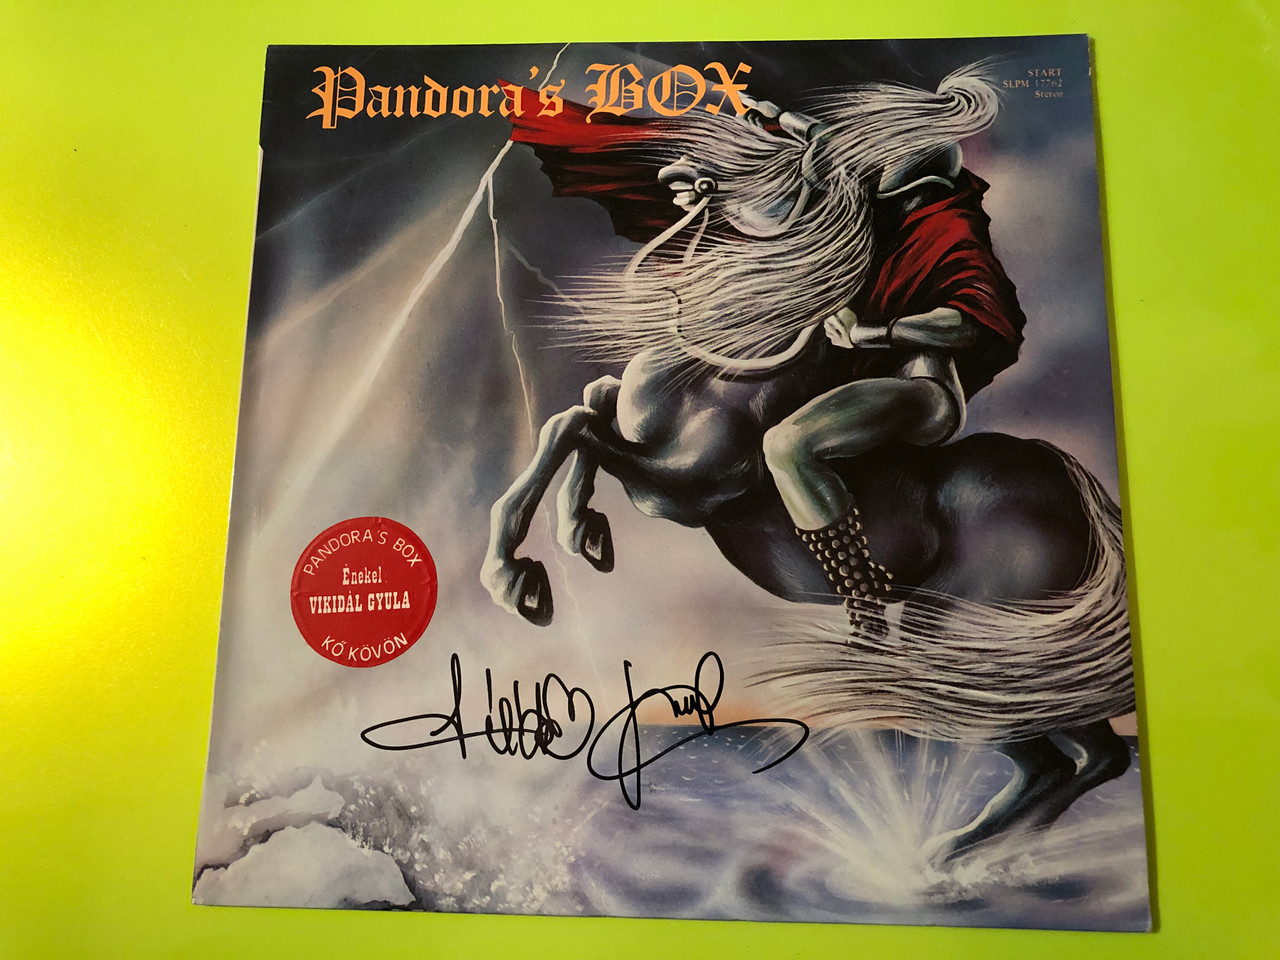 Pandora's BOX
START
SLPM 17762
Stereo
PANDORA'S BOX
Énekel
VIKIDÁL GYULA
KŐ KÖVÖN